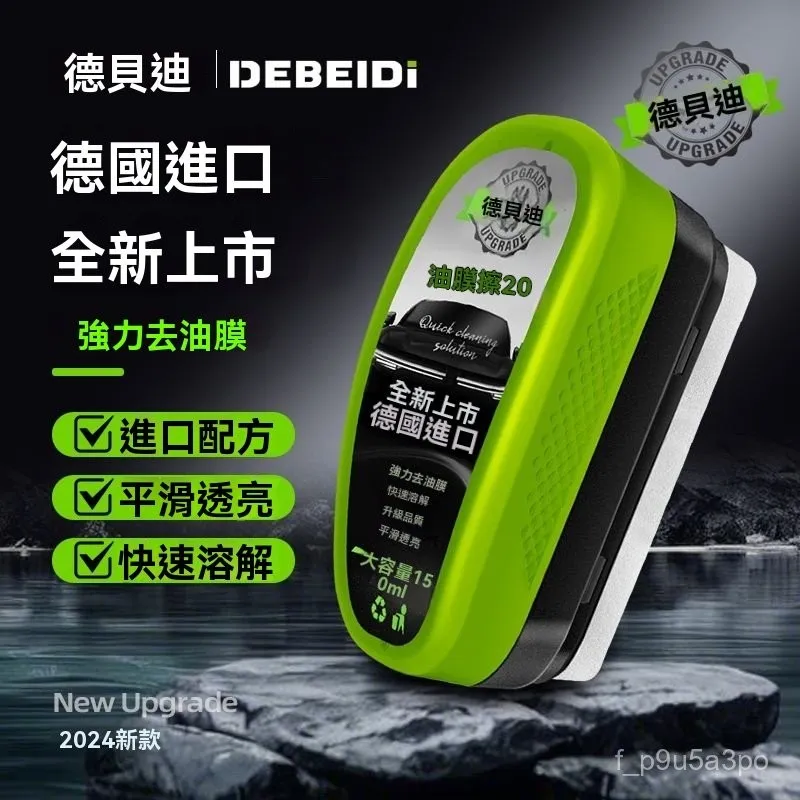 德貝迪 DEBEIDi
UPGRADE
德貝迪
UPGRADE
德國進口
全新上市
強力去油膜
進口配方
平滑透亮
快速溶解
UPGRADE
德貝迪
UPGRADE
油膜擦20
Quick cleaning
solution
全新上市
德國進口
強力去油膜
快速溶解
升級品質
平滑透亮
大容量15
0ml
New Upgrade
2024新款
f_p9u5a3po